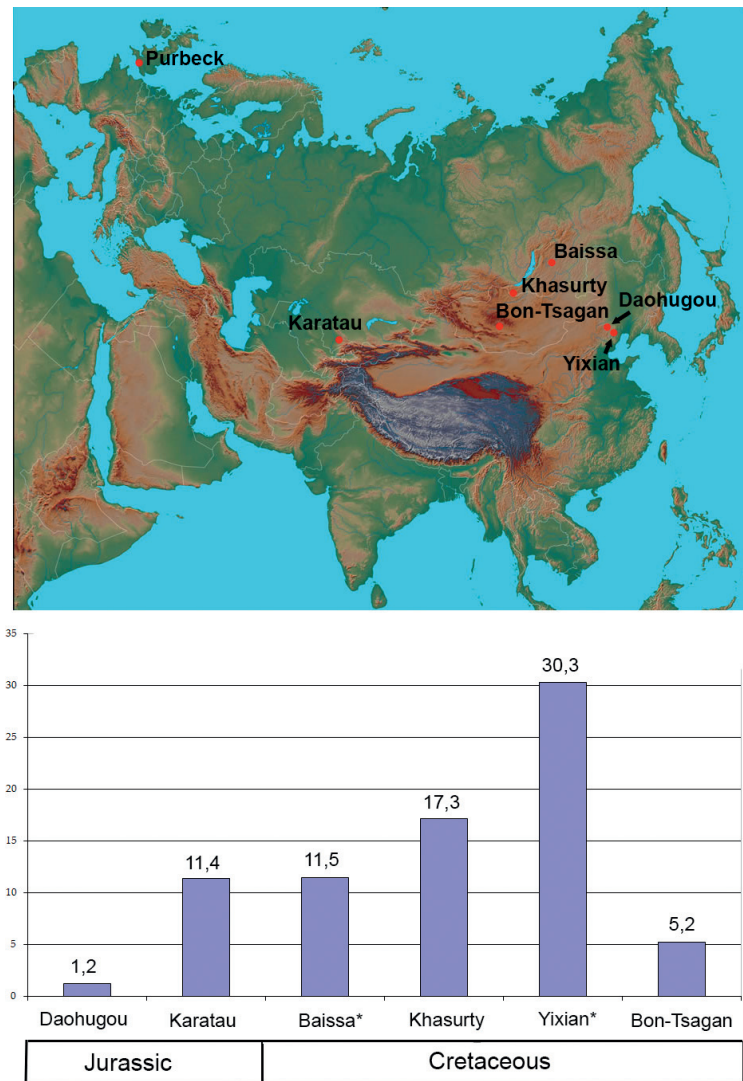 Purbeck
Baissa
Khasurty
Daohugou
Bon-Tsagan
Karatau
Yixian
35
30
25
20
15
10
5
0
1,2
11,4
11,5
17,3
30,3
5,2
Daohugou Karatau Baissa* Khasurty Yixian* Bon-Tsagan
Jurassic Cretaceous